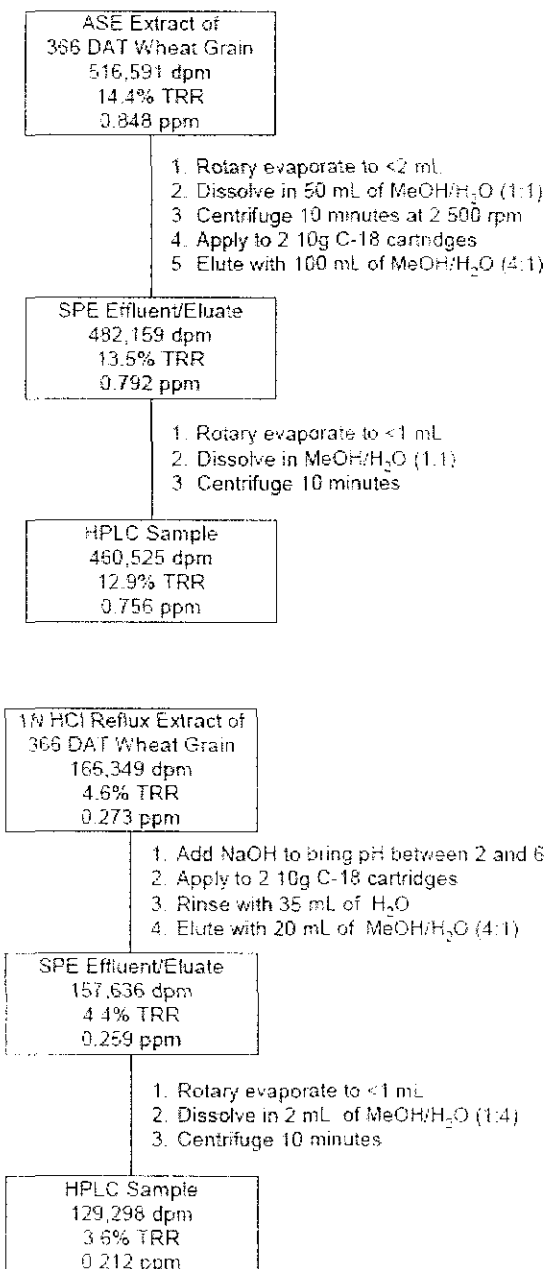 ASE Extract of
366 DAT Wheat Grain
516,591 dpm
14.4% TRR
0.848 ppm
1. Rotary evaporate to <2 mL
2. Dissolve in 50 mL of MeOH/H₂O (1:1)
3 Centrifuge 10 minutes at 2 500 rpm
4. Apply to 2 10g C-18 cartridges
5 Elute with 100 mL of MeOH/H₂O (4:1)
SPE Effluent/Eluate
482,159 dpm
13.5% TRR
0.792 ppm
1. Rotary evaporate to <1 mL
2. Dissolve in MeOH/H₂O (1.1)
3 Centrifuge 10 minutes
HPLC Sample
460,525 dpm
12.9% TRR
0.756 ppm
1N HCl Reflux Extract of
366 DAT Wheat Grain
166,349 dpm
4.6% TRR
0.273 ppm
1. Add NaOH to bring pH between 2 and 6
2. Apply to 2 10g C-18 cartridges
3. Rinse with 35 mL of H₂O
4. Elute with 20 mL of MeOH/H₂O (4:1)
SPE Effluent/Eluate
157,636 dpm
4 4% TRR
0.259 ppm
1. Rotary evaporate to <1 mL
2. Dissolve in 2 mL of MeOH/H₂O (1:4)
3. Centrifuge 10 minutes
HPLC Sample
129,298 dpm
3 6% TRR
0.212 ppm